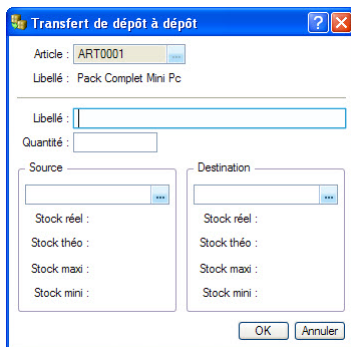 Transfert de dépôt à dépôt
Article : ART0001 ...
Libellé : Pack Complet Mini Pc
Libellé :
Quantité :
Source
...
Stock réel :
Stock théo :
Stock maxi :
Stock mini :
Destination
...
Stock réel :
Stock théo :
Stock maxi :
Stock mini :
OK Annuler